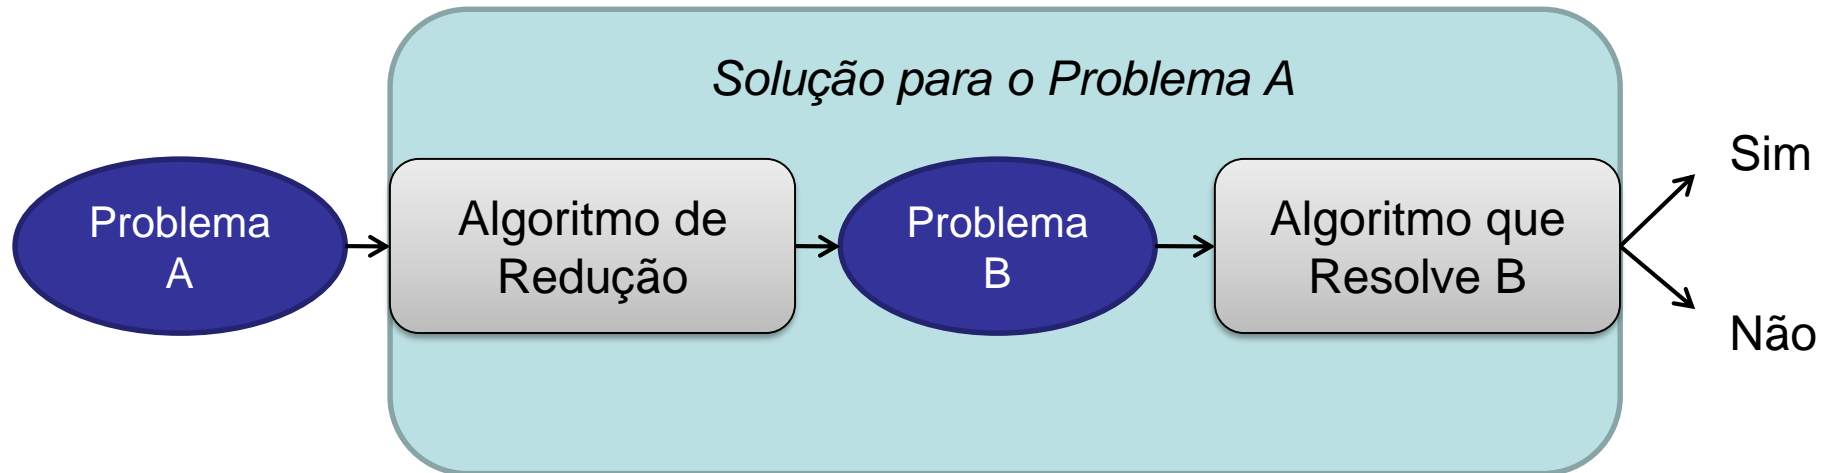 Solução para o Problema A
Problema
A
Algoritmo de
Redução
Problema
B
Algoritmo que
Resolve B
Sim
Não